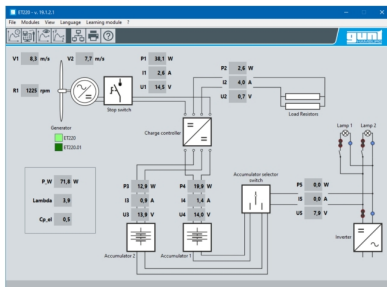 ET220 - v. 19.1.2.1
File Modules View Language Learning module ?
gunt
V1 8,3 m/s V2 7,7 m/s P1 38,1 W
I1 2,6 A
U1 14,3 V
R1 1225 rpm
P2 2,6 W
I2 4,0 A
U2 0,7 V
Stop switch
Load Resistors
Generator
ET220
ET220.01
Charge controller
Lamp 1 Lamp 2
Accumulator selector
switch
P_W 71,8 W
Lambda 3,9
Cp_el 0,5
P3 12,9 W P4 19,9 W
I3 0,9 A I4 1,4 A
U3 13,9 V U4 14,0 V
P5 0,0 W
I5 0,0 A
U5 7,9 V
Inverter
Accumulator 2 Accumulator 1